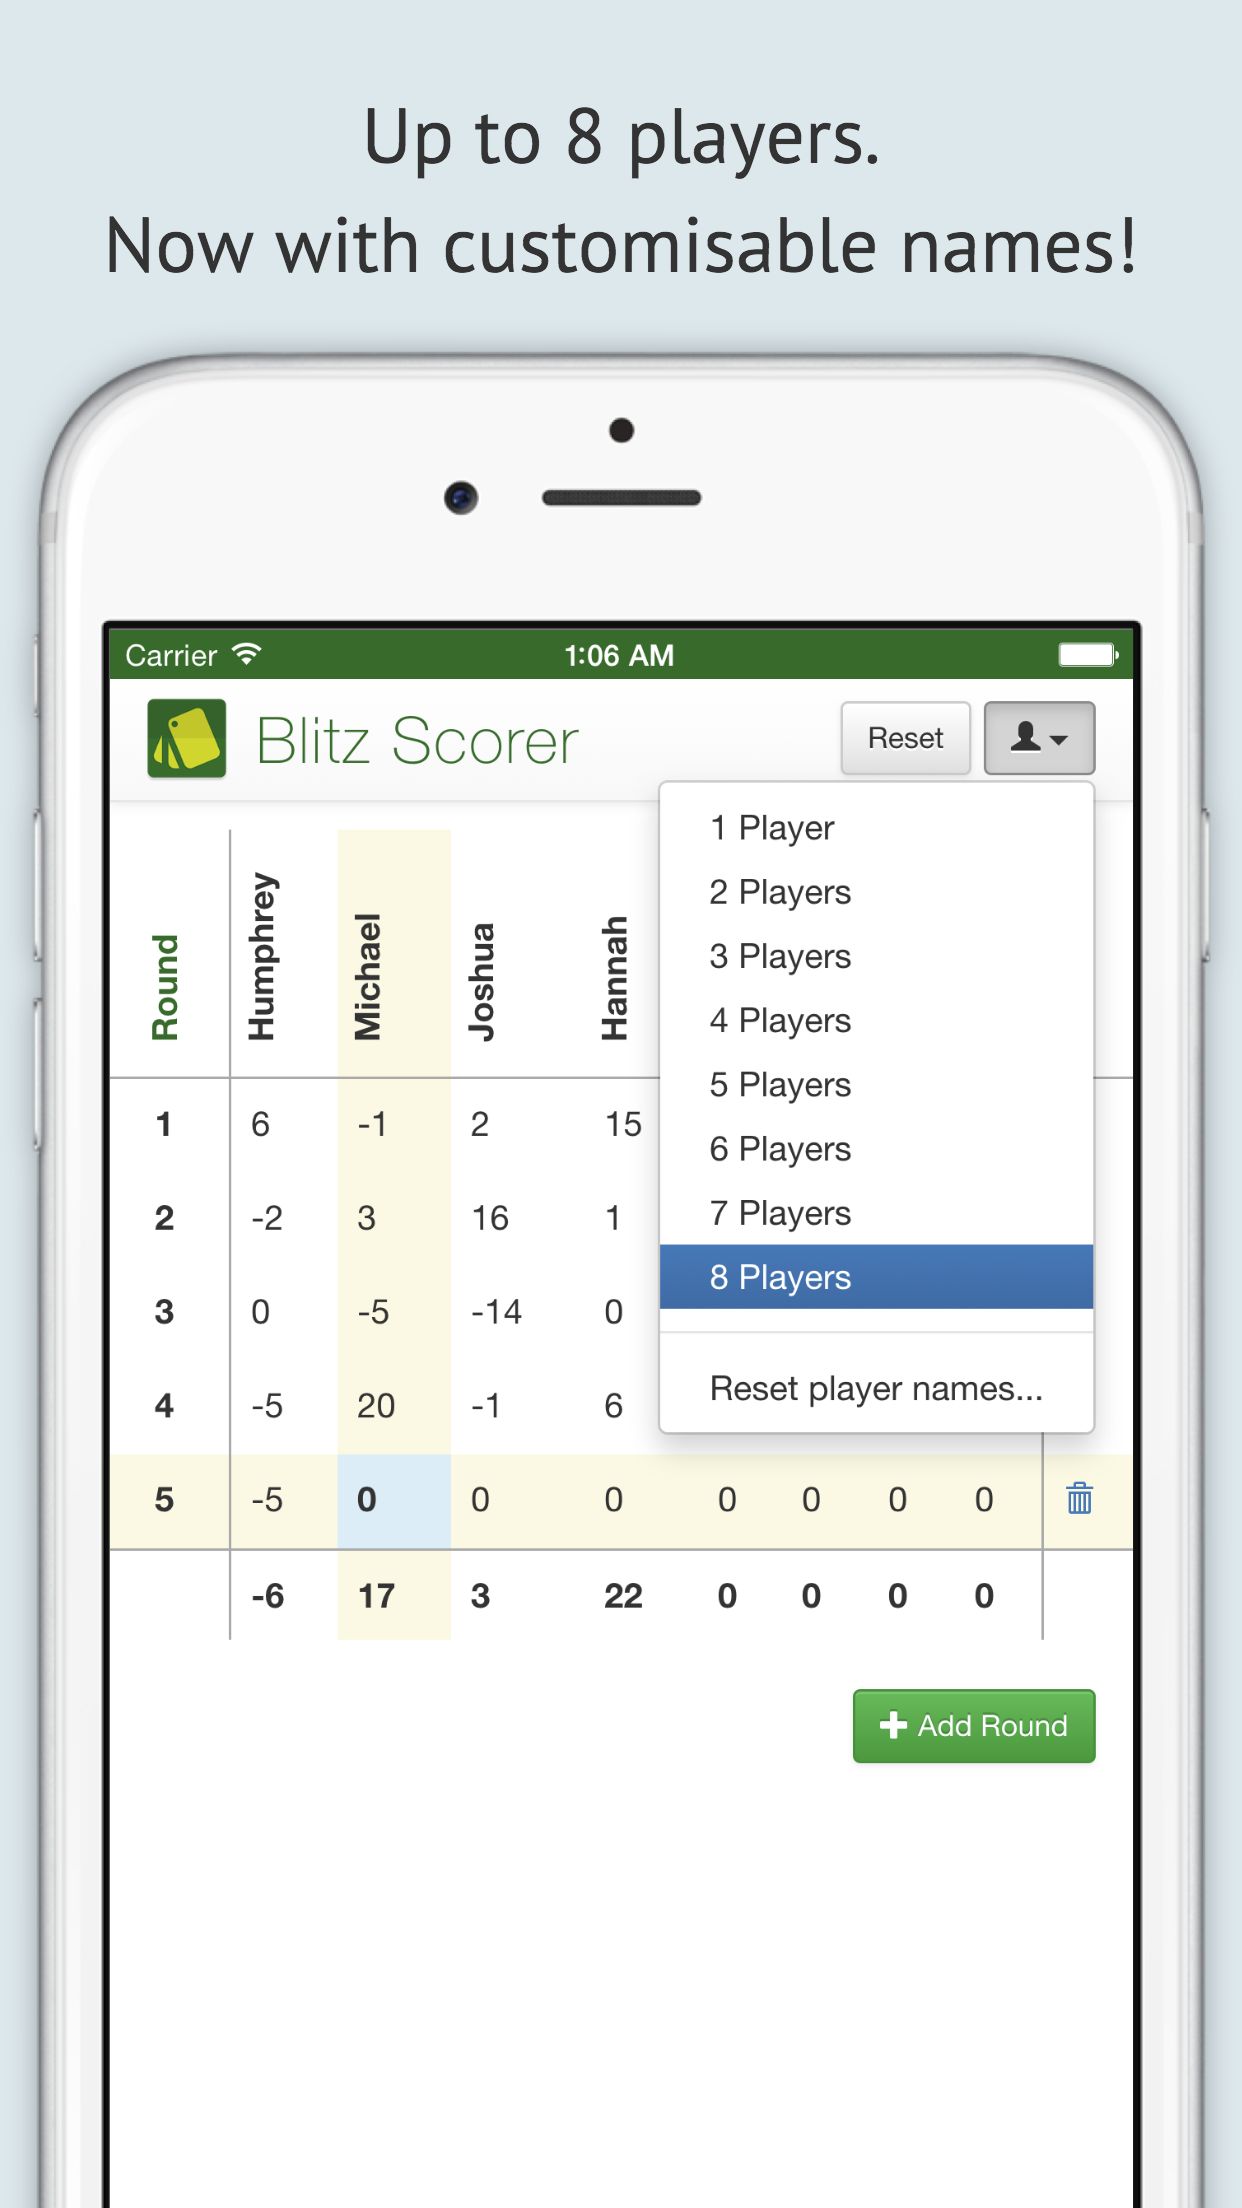 Up to 8 players.
Now with customisable names!
Carrier 1:06 AM
Blitz Scorer Reset
1 Player
2 Players
3 Players
4 Players
5 Players
6 Players
7 Players
8 Players
Reset player names...
Round Humphrey Michael Joshua Hannah
1 6 -1 2 15
2 -2 3 16 1
3 0 -5 -14 0
4 -5 20 -1 6
5 -5 0 0 0 0 0 0 0
-6 17 3 22 0 0 0 0
Add Round